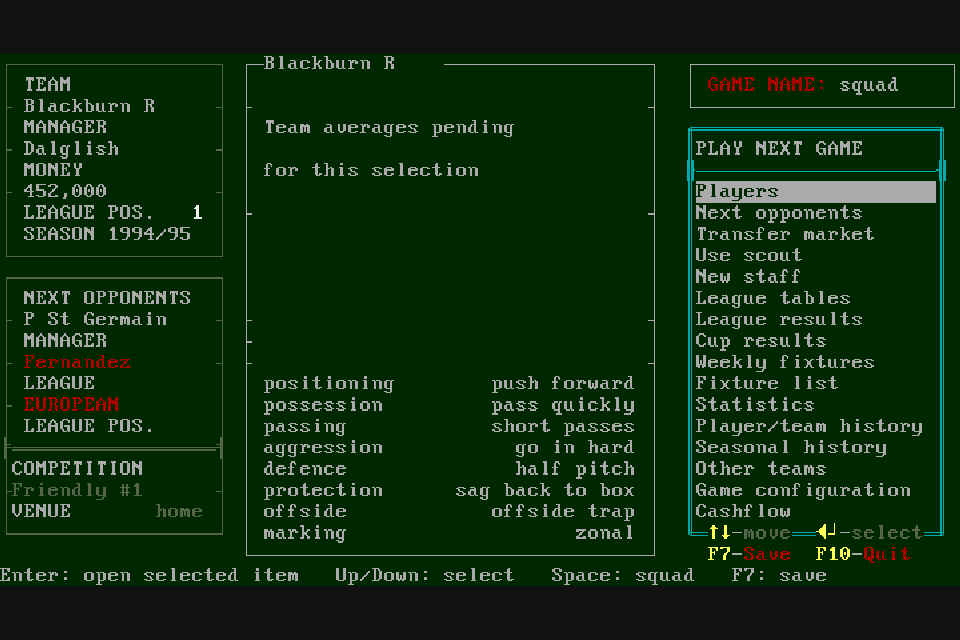 TEAM
Blackburn R
MANAGER
Dalglish
MONEY
452,000
LEAGUE POS. 1
SEASON 1994/95
NEXT OPPONENTS
P St Germain
MANAGER
Fernandez
LEAGUE
EUROPEAN
LEAGUE POS.
COMPETITION
Friendly #1
VENUE home
Blackburn R
Team averages pending
for this selection
positioning push forward
possession pass quickly
passing short passes
aggression go in hard
defence half pitch
protection sag back to box
offside offside trap
marking zonal
GAME NAME: squad
PLAY NEXT GAME
Players
Next opponents
Transfer market
Use scout
New staff
League tables
League results
Cup results
Weekly fixtures
Fixture list
Statistics
Player/team history
Seasonal history
Other teams
Game configuration
Cashflow
↑↓-move ↵-select
F7-Save F10-Quit
Enter: open selected item Up/Down: select Space: squad F7: save